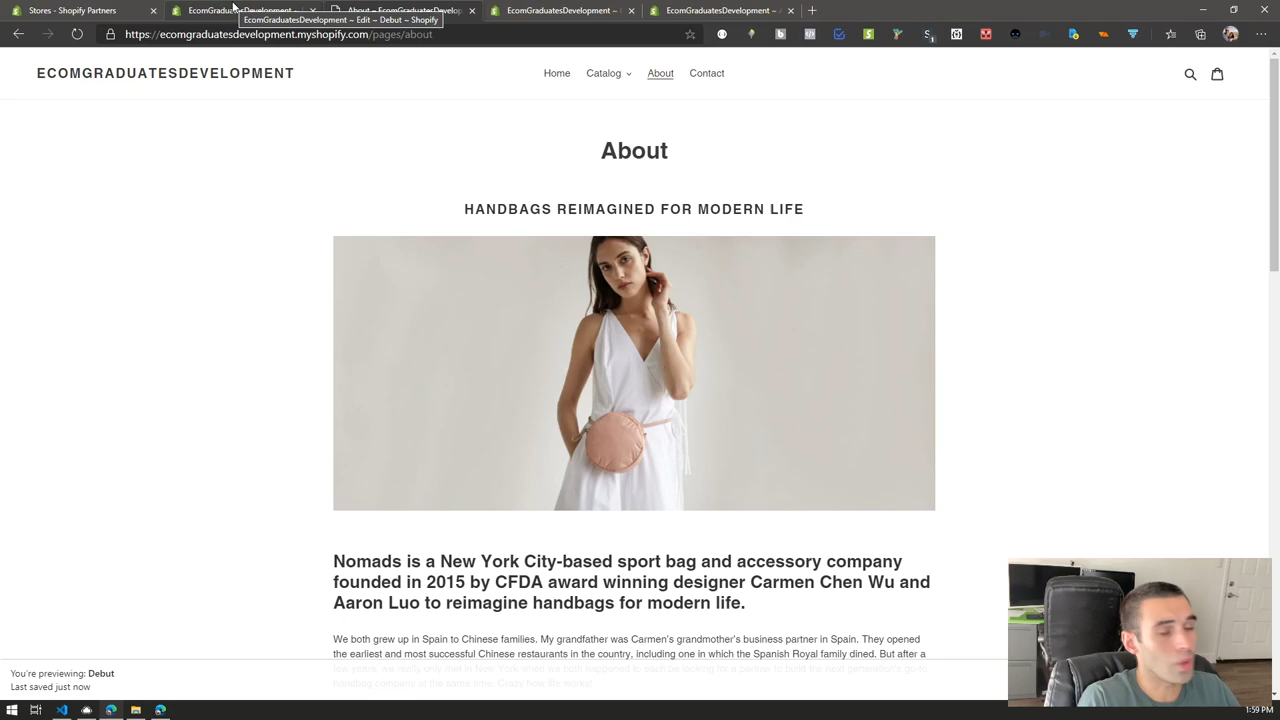 Shopify Partners
EcomGraduatesDevel
EcomGraduatesDevelopment
About – EcomGraduatesDevelopm
EcomGraduatesDevelopment ~ Edit ~ Debut ~ Shopify
https://ecomgraduatesdevelopment.myshopify.com/pages/about
ECOMGRADUATESDEVELOPMENT
Home
Catalog
About
Contact
About
HANDBAGS REIMAGINED FOR MODERN LIFE
Nomads is a New York City-based sport bag and accessory company
founded in 2015 by CFDA award winning designer Carmen Chen Wu and
Aaron Luo to reimagine handbags for modern life.
We both grew up in Spain to Chinese families. My grandfather was Carmen's grandmother's business partner in Spain. They opened
the earliest and most successful Chinese restaurants in the country, including one in which the Spanish Royal family dined. But after a
few years, we really only met in New York when we both happened to each be looking for a partner to build the next generation's go-to
handbag company at the same time. Crazy how life works!
You're previewing: Debut
Last saved just now
1:59 PM